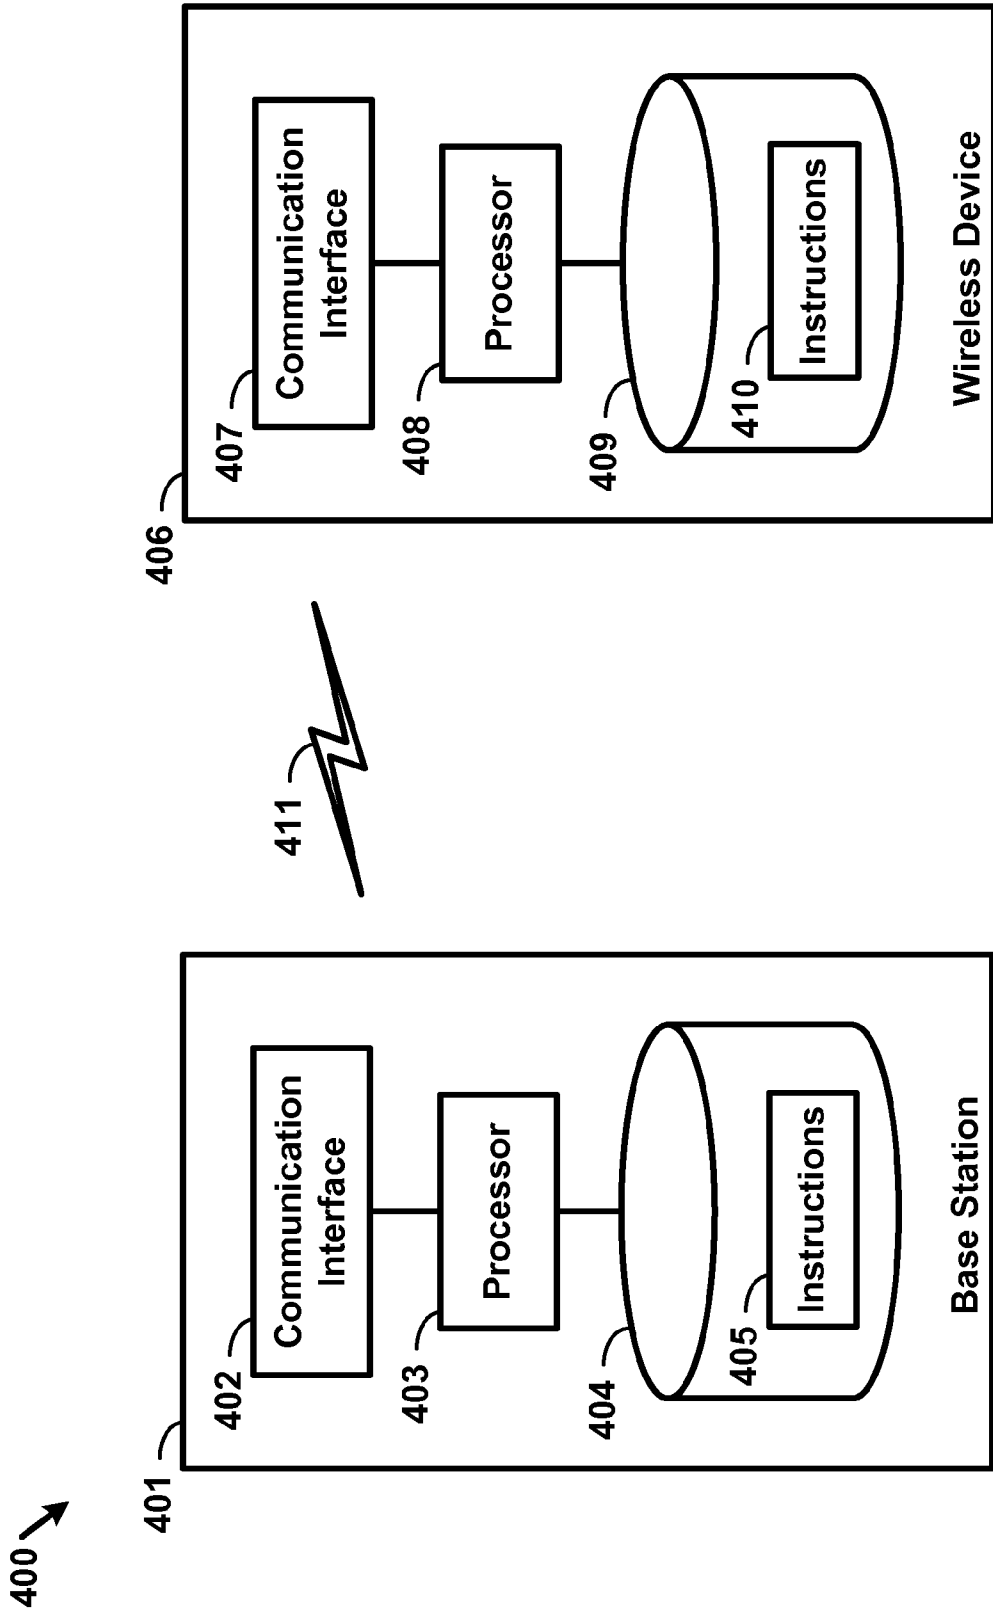 400
401
402
Communication
Interface
403
Processor
404
405
Instructions
Base Station
411
406
407
Communication
Interface
408
Processor
409
410
Instructions
Wireless Device